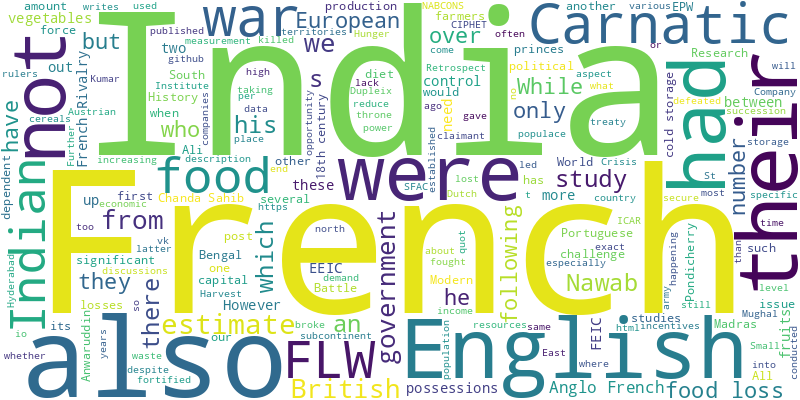 India
French
also
English
their
had
not
were
food
war
Carnatic
Indian
FLW
European
British
estimate
government
from
which
they
there
have
but
who
his
we
s
While
only
study
number
Nawab
following
an
he
food loss
Anglo French
possessions
over
control
between
more
two
out
up
these
EEIC
FEIC
However
significant
capital
several
Chanda Sahib
French Rivalry
vegetables
amount
writes
used
production
NABCONS
another
various
EPW
force
published
measurement
killed
territories
Hunger
farmers
CIPHET
often
princes
or
rulers
Kumar
github
Retrospect
political
Research
Austrian
South
Institute
History
high
taking
per
data
place
lack
diet
reduce
throne
power
Dupleix
opportunity
would
ago
gave
need
no
aspect
what
treaty
cold storage
will
Company
defeated
succession
cereals
further
increasing
when
Ali
description
companies
18th century
claimant
populace
established
storage
dependent
economic
first
other
end
https
SFAC
lost
Dutch
led
t
has
World
Crisis
country
St
most
specific
time
too
vk
latter
post
one
Bengal
north
demand
Battle
about
fought
quot
Modern
Portuguese
ICAR
challenge
exact
especially
secure
happening
Pondicherry
than
such
level
Hyderabad
discussions
Harvest
losses
its
io
Anwaruddin
so
our
broke
subcontinent
income
resources
same
studies
html
incentives
still
army
Mughal
issue
Madras
fruits
whether
years
waste
despite
fortified
population
East
where
Small
All
into
conducted